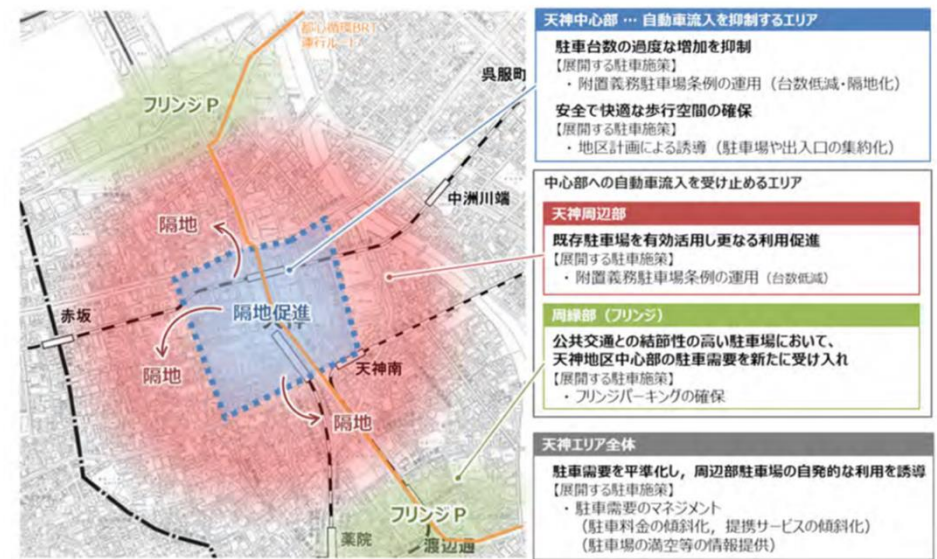 都心循環BRT
運行ルート
呉服町
フリンジP
中洲川端
隔地
赤坂
隔地促進
隔地
天神南
隔地
フリンジP
薬院
渡辺通
天神中心部 … 自動車流入を抑制するエリア
駐車台数の過度な増加を抑制
【展開する駐車施策】
・附置義務駐車場条例の運用（台数低減・隔地化）
安全で快適な歩行空間の確保
【展開する駐車施策】
・地区計画による誘導（駐車場や出入口の集約化）
中心部への自動車流入を受け止めるエリア
天神周辺部
既存駐車場を有効活用し更なる利用促進
【展開する駐車施策】
・附置義務駐車場条例の運用（台数低減）
周縁部（フリンジ）
公共交通との結節性の高い駐車場において、
天神地区中心部の駐車需要を新たに受け入れ
【展開する駐車施策】
・フリンジパーキングの確保
天神エリア全体
駐車需要を平準化し，周辺部駐車場の自発的な利用を誘導
【展開する駐車施策】
・駐車需要のマネジメント
（駐車料金の傾斜化，提携サービスの傾斜化）
（駐車場の満空等の情報提供）